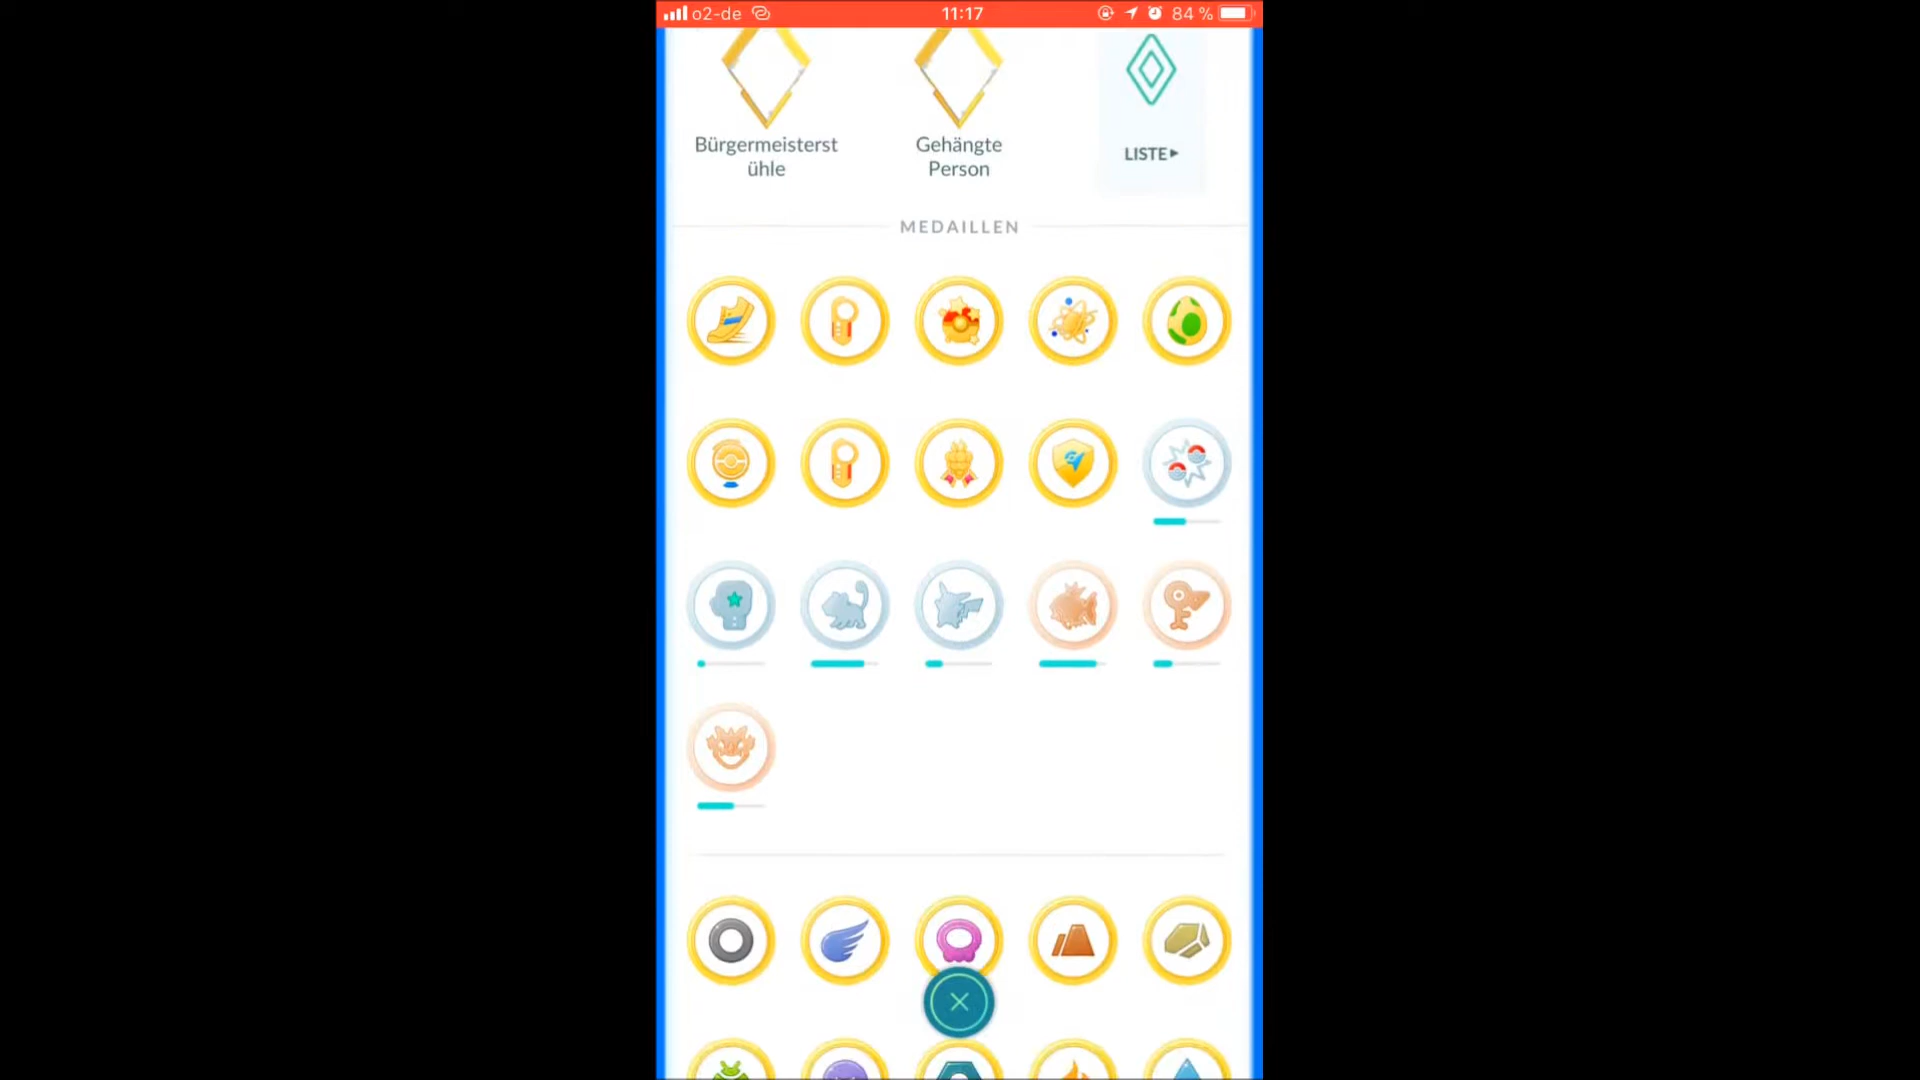 o2-de 11:17 84 %
Bürgermeisterst
ühle
Gehängte
Person
LISTE▸
MEDAILLEN